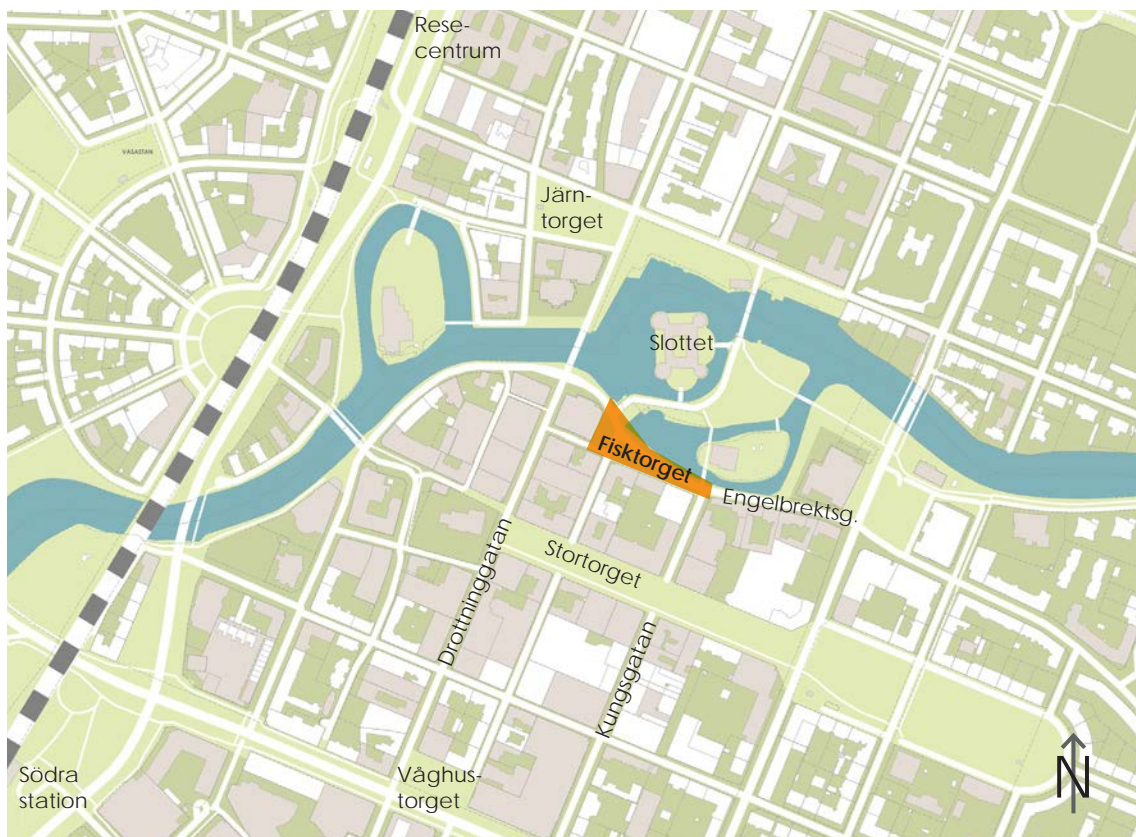 Rese-
centrum
VASASTAN
Järn-
torget
Slottet
Fisktorget
Engelbrektsg.
Stortorget
Drottninggatan
Kungsgatan
Södra
station
Våghus-
torget
N